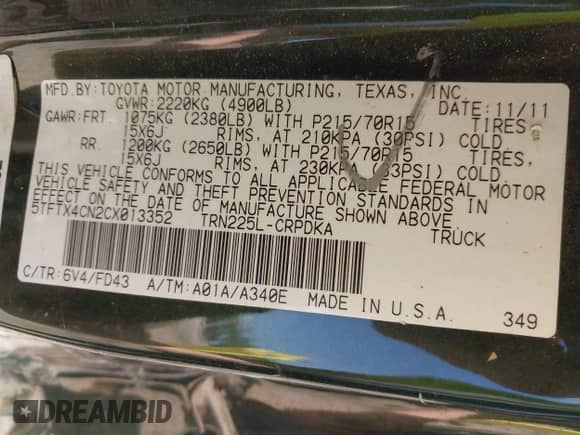 MFD.BY:TOYOTA MOTOR MANUFACTURING, TEXAS, INC.
GVWR:2220KG (4900LB) DATE:11/11
GAWR:FRT. 1075KG (2380LB) WITH P215/70R15 TIRES,
15X6J RIMS, AT 210KPA (30PSI) COLD
RR. 1200KG (2650LB) WITH P215/70R15 TIRES,
15X6J RIMS, AT 230KPA (33PSI) COLD
THIS VEHICLE CONFORMS TO ALL APPLICABLE FEDERAL MOTOR
VEHICLE SAFETY AND THEFT PREVENTION STANDARDS IN
EFFECT ON THE DATE OF MANUFACTURE SHOWN ABOVE
5TFTX4CN2CX013352 TRN225L-CRPDKA TRUCK
C/TR:6V4/FD43 A/TM:A01A/A340E MADE IN U.S.A.
349
DREAMBID